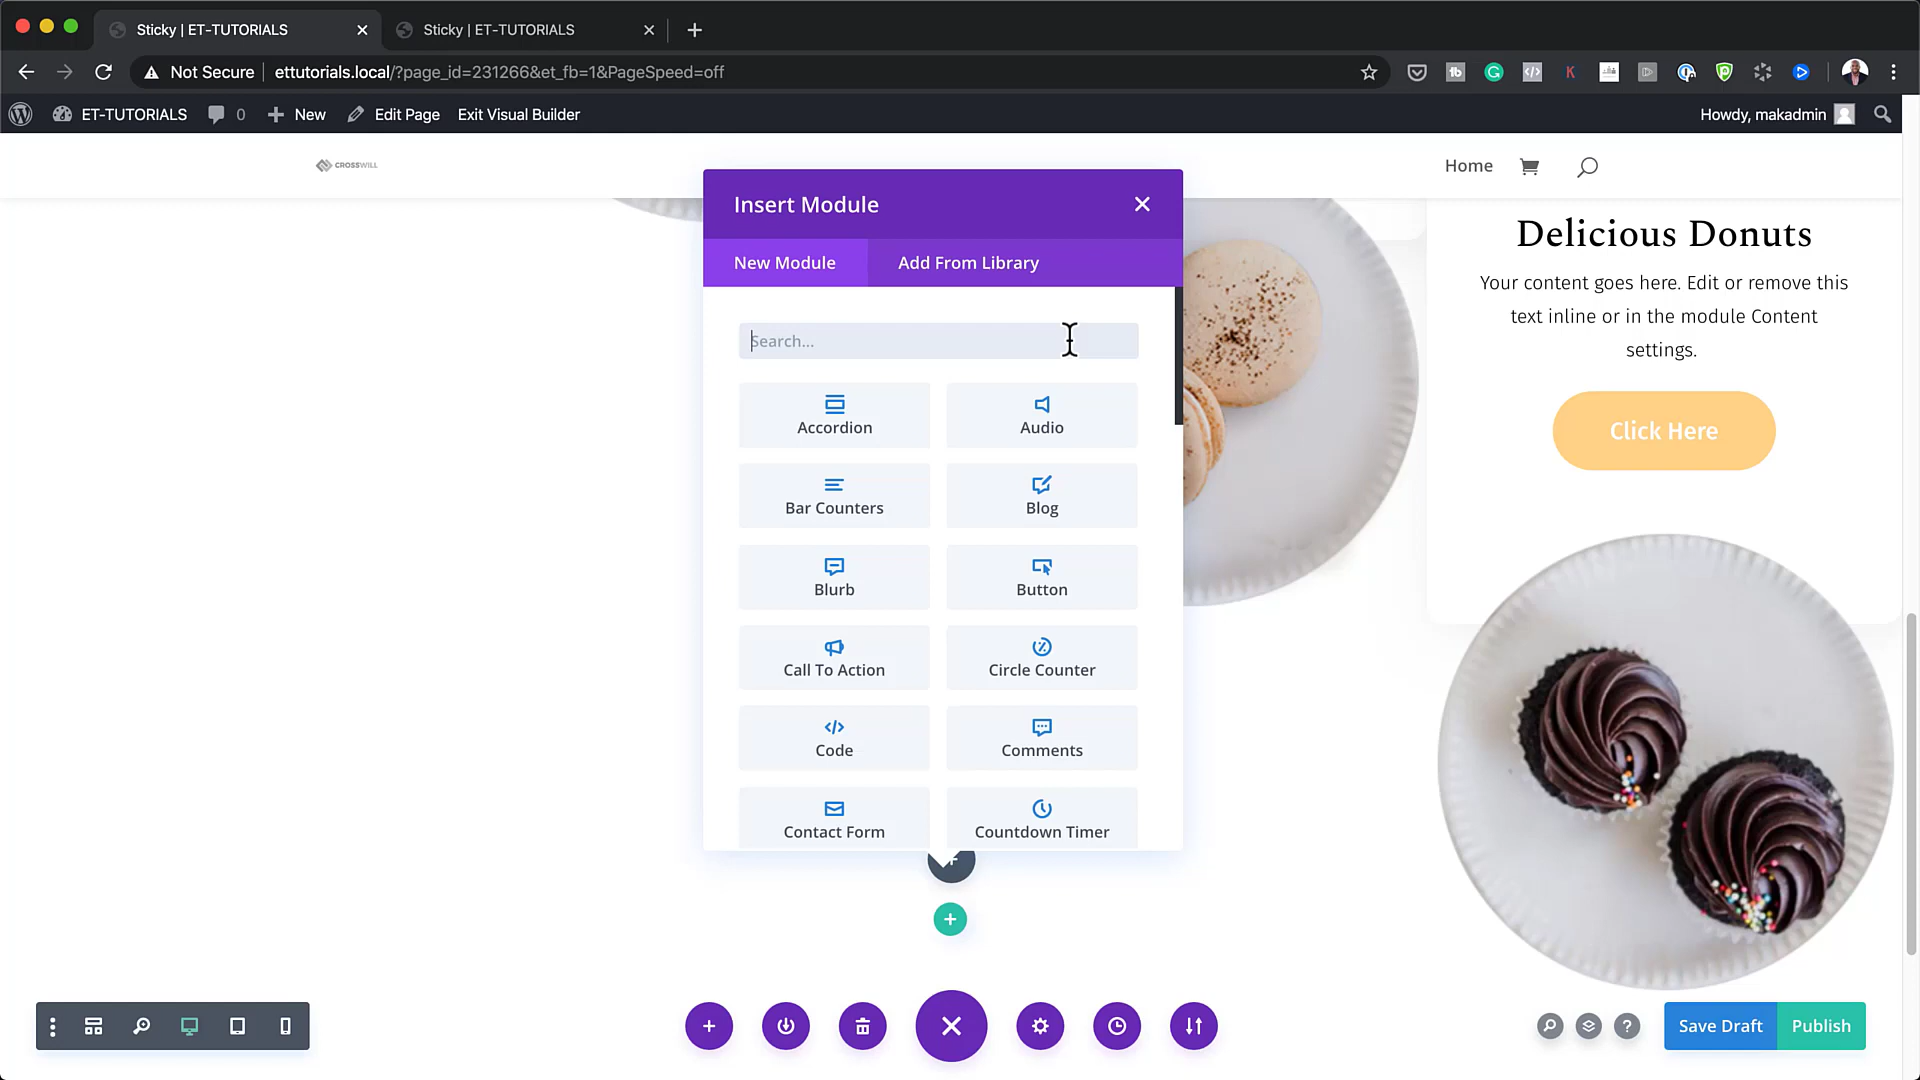 Sticky | ET-TUTORIALS
Sticky | ET-TUTORIALS
Not Secure
ettutorials.local/?page_id=231266&et_fb=1&PageSpeed=off
ET-TUTORIALS
0
New
Edit Page
Exit Visual Builder
Howdy, makadmin
CROSSWILL
Home
Insert Module
New Module
Add From Library
Search...
Accordion
Audio
Bar Counters
Blog
Blurb
Button
Call To Action
Circle Counter
Code
Comments
Contact Form
Countdown Timer
Delicious Donuts
Your content goes here. Edit or remove this
text inline or in the module Content
settings.
Click Here
Save Draft
Publish